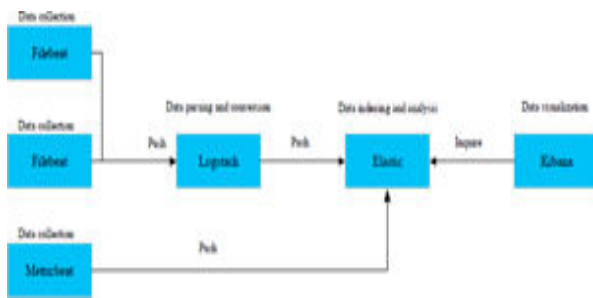 Data collection
Filebeat
Data collection
Data parsing and conversion
Data indexing and analysis
Data visualization
Filebeat
Push
Logstash
Push
Elastic
Inquire
Kibana
Data collection
Metricbeat
Push